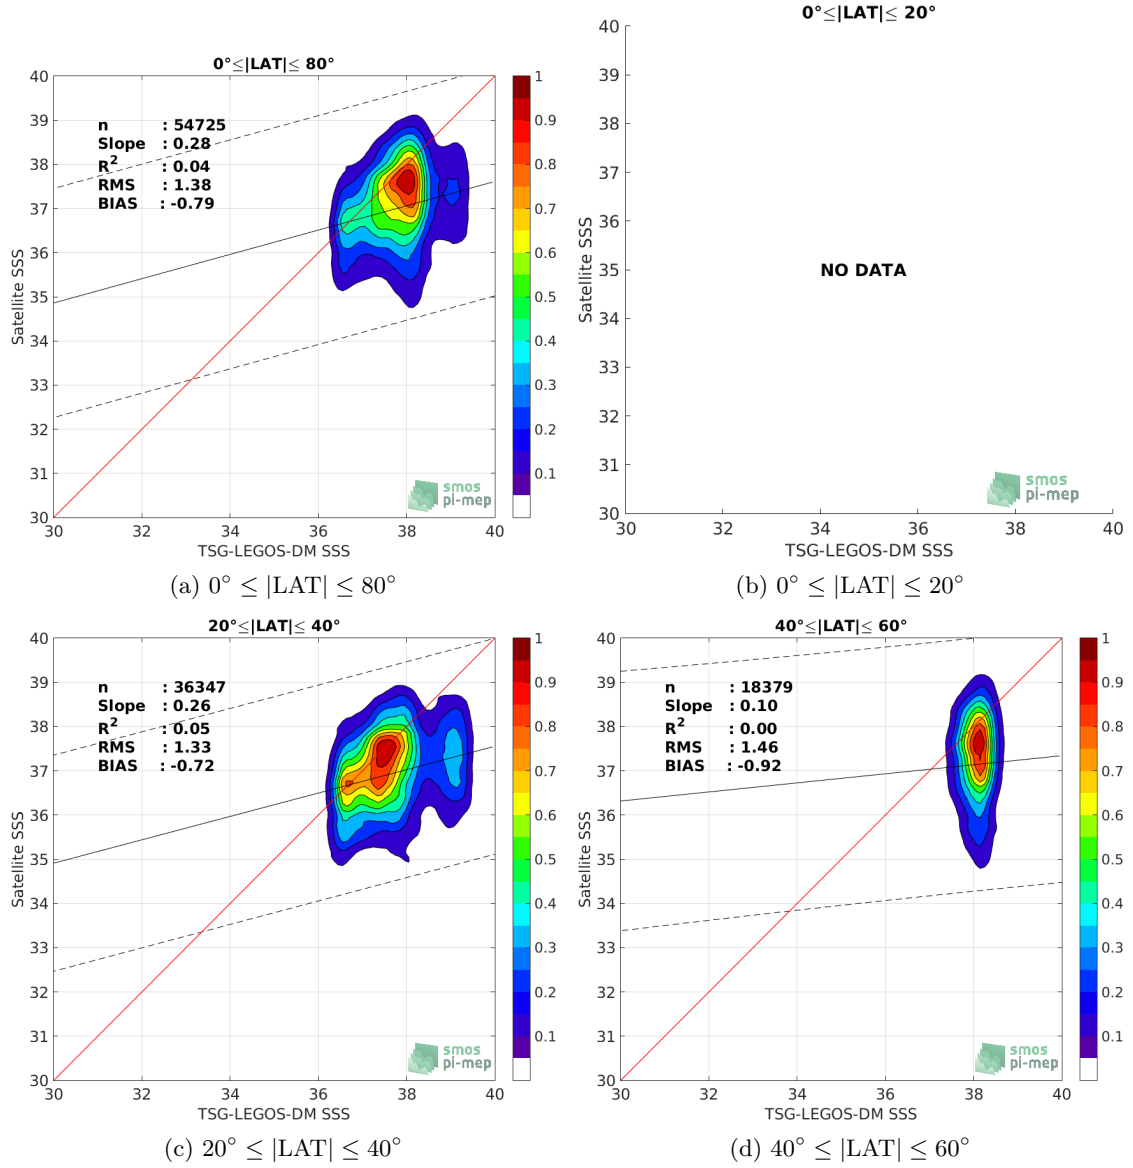 0°≤|LAT|≤ 80°
40
39
38
37
36
35
34
33
32
31
30
n : 54725
Slope : 0.28
R² : 0.04
RMS : 1.38
BIAS : -0.79
1
0.9
0.8
0.7
0.6
0.5
0.4
0.3
0.2
0.1
Satellite SSS
smos
pi-mep
30 32 34 36 38 40
TSG-LEGOS-DM SSS
(a) 0° ≤ |LAT| ≤ 80°
0°≤|LAT|≤ 20°
40
39
38
37
36
35
34
33
32
31
30
Satellite SSS
NO DATA
smos
pi-mep
30 32 34 36 38 40
TSG-LEGOS-DM SSS
(b) 0° ≤ |LAT| ≤ 20°
20°≤|LAT|≤ 40°
40
39
38
37
36
35
34
33
32
31
30
n : 36347
Slope : 0.26
R² : 0.05
RMS : 1.33
BIAS : -0.72
1
0.9
0.8
0.7
0.6
0.5
0.4
0.3
0.2
0.1
Satellite SSS
smos
pi-mep
30 32 34 36 38 40
TSG-LEGOS-DM SSS
(c) 20° ≤ |LAT| ≤ 40°
40°≤|LAT|≤ 60°
40
39
38
37
36
35
34
33
32
31
30
n : 18379
Slope : 0.10
R² : 0.00
RMS : 1.46
BIAS : -0.92
1
0.9
0.8
0.7
0.6
0.5
0.4
0.3
0.2
0.1
Satellite SSS
smos
pi-mep
30 32 34 36 38 40
TSG-LEGOS-DM SSS
(d) 40° ≤ |LAT| ≤ 60°